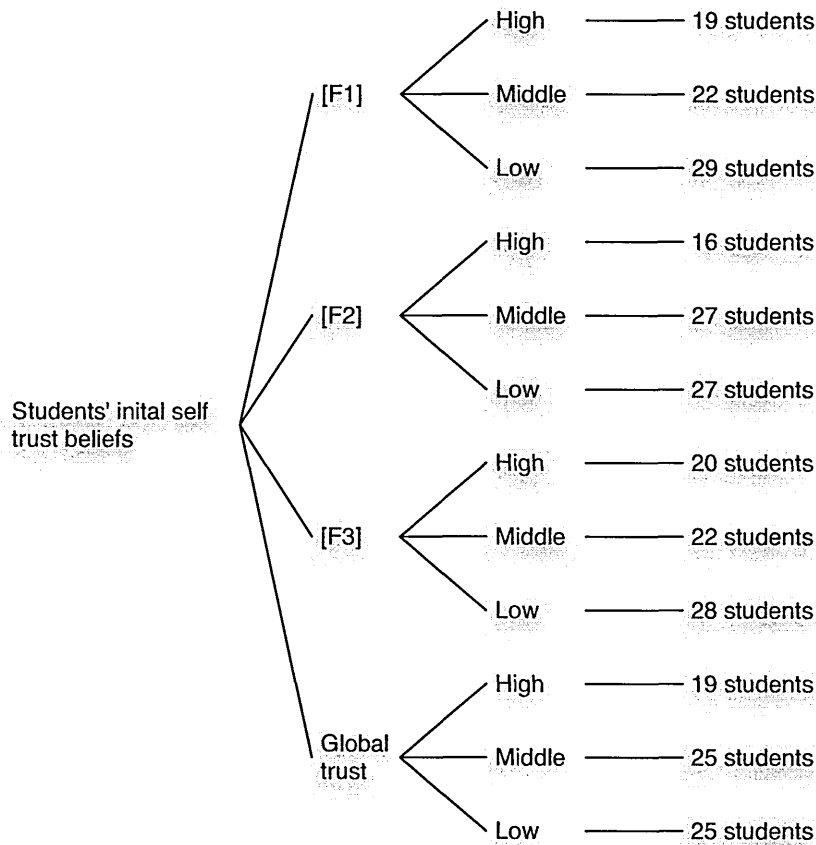 High 19 students
[F1] Middle 22 students
Low 29 students
High 16 students
[F2] Middle 27 students
Low 27 students
Students' inital self
trust beliefs
High 20 students
[F3] Middle 22 students
Low 28 students
High 19 students
Global
trust
Middle 25 students
Low 25 students